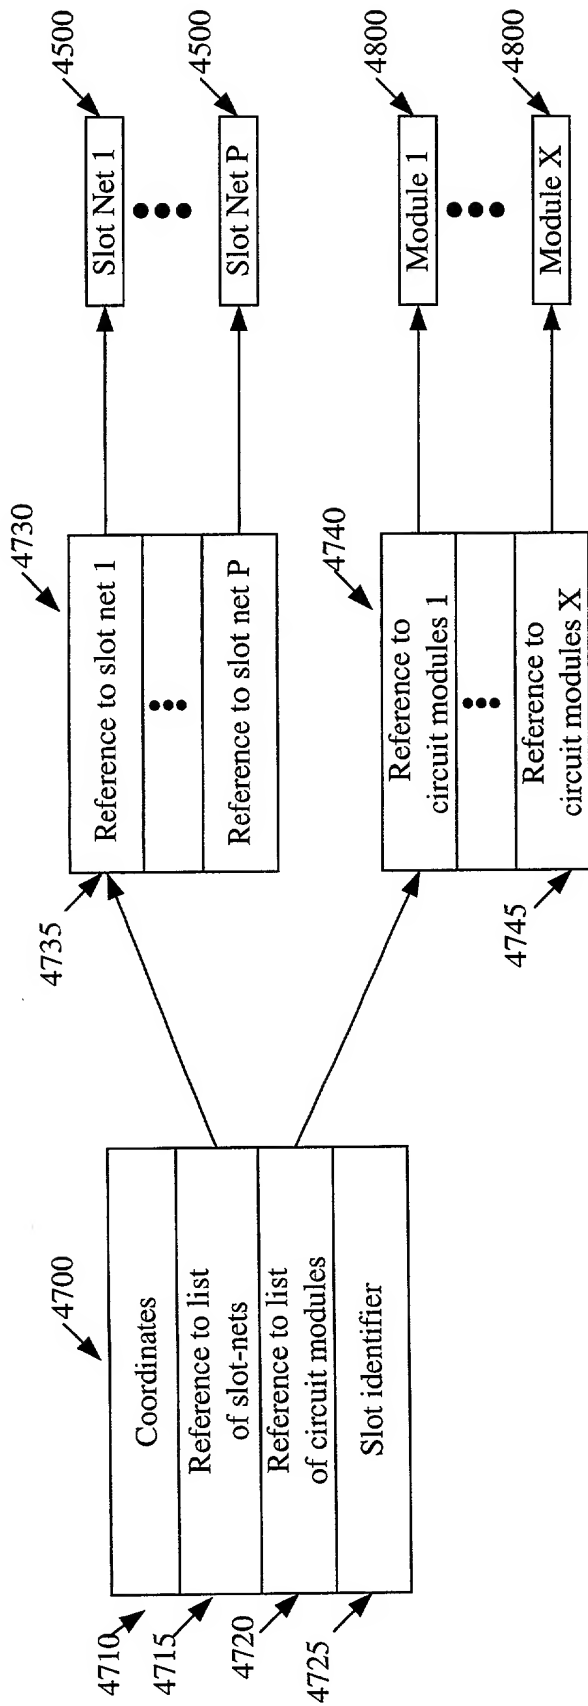 4700
4710
Coordinates
4715
Reference to list
of slot-nets
4720
Reference to list
of circuit modules
4725
Slot identifier
4730
4735
Reference to slot net 1
Reference to slot net P
4740
Reference to
circuit modules 1
4745
Reference to
circuit modules X
4500
Slot Net 1
4500
Slot Net P
4800
Module 1
4800
Module X